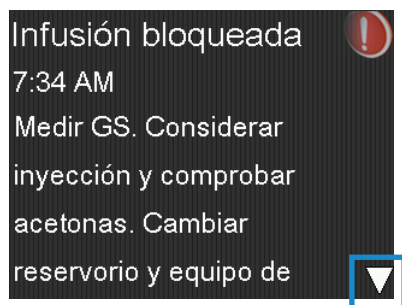 Infusión bloqueada
7:34 AM
Medir GS. Considerar
inyección y comprobar
acetonas. Cambiar
reservorio y equipo de